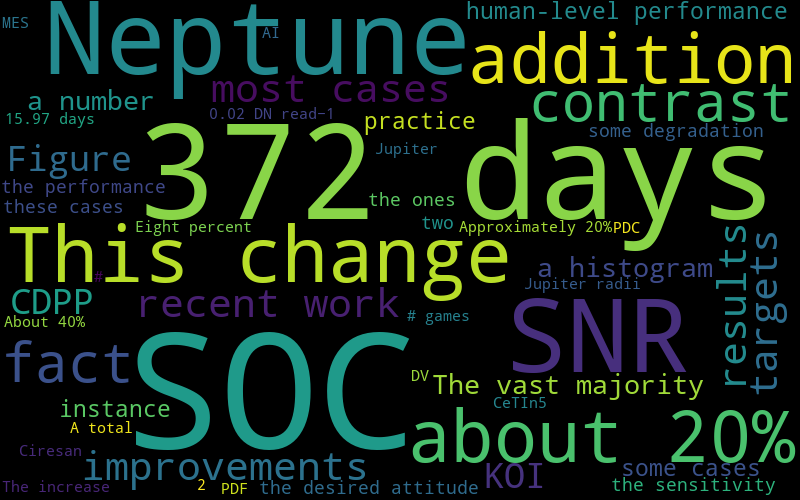 MES
Neptune
AI
human-level performance
addition
most cases
a number
contrast
15.97 days
0.02 DN read−1
practice
some degradation
Figure
Jupiter
372 days
the performance
these cases
the ones
Eight percent
two
Approximately 20%
PDC
This change
#
a histogram
results
targets
Jupiter radii
CDPP
recent work
About 40%
# games
SNR
fact
SOC
DV
The vast majority
instance
CeTIn5
A total
about 20%
Ciresan
improvements
KOI
some cases
The increase
2
PDF
the desired attitude
the sensitivity